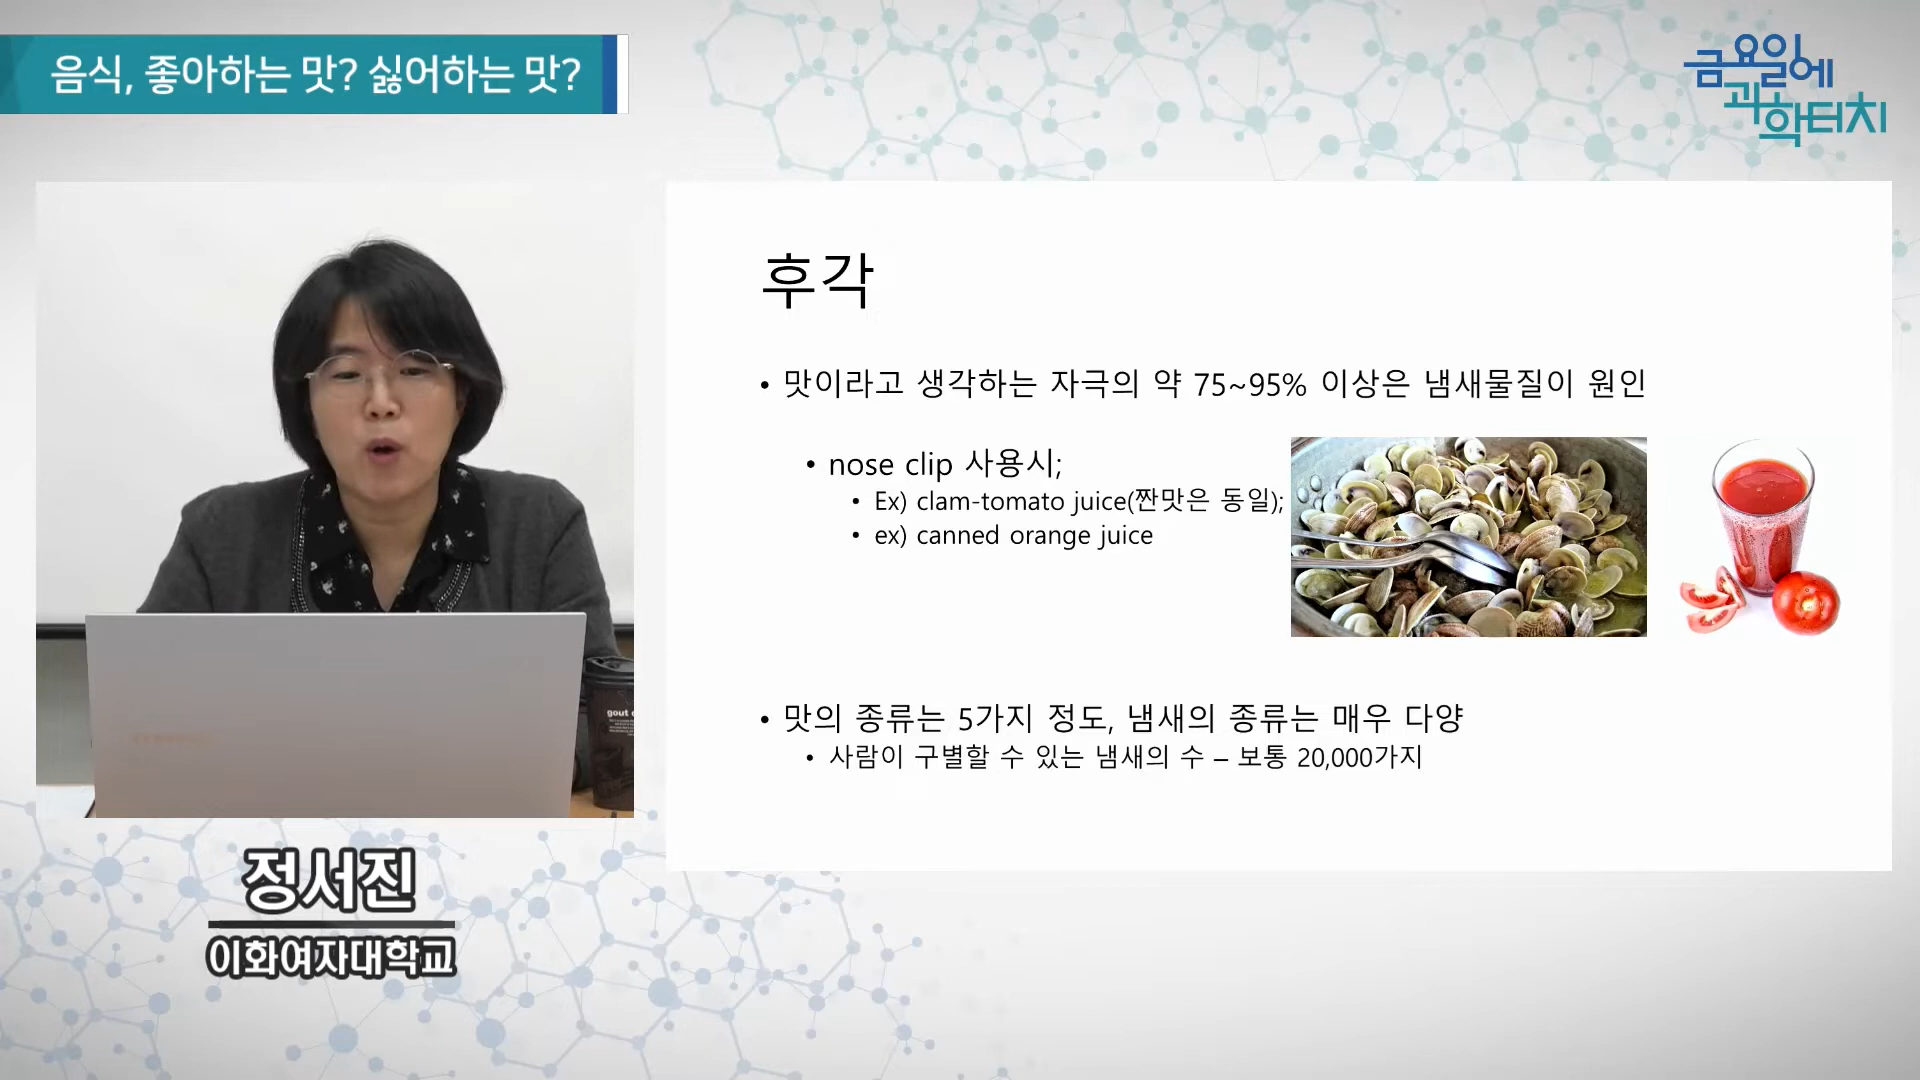 음식, 좋아하는 맛? 싫어하는 맛?
금요일에
과학터치
후각
• 맛이라고 생각하는 자극의 약 75~95% 이상은 냄새물질이 원인
• nose clip 사용시;
• Ex) clam-tomato juice(짠맛은 동일);
• ex) canned orange juice
• 맛의 종류는 5가지 정도, 냄새의 종류는 매우 다양
• 사람이 구별할 수 있는 냄새의 수 – 보통 20,000가지
gout
정서진
이화여자대학교